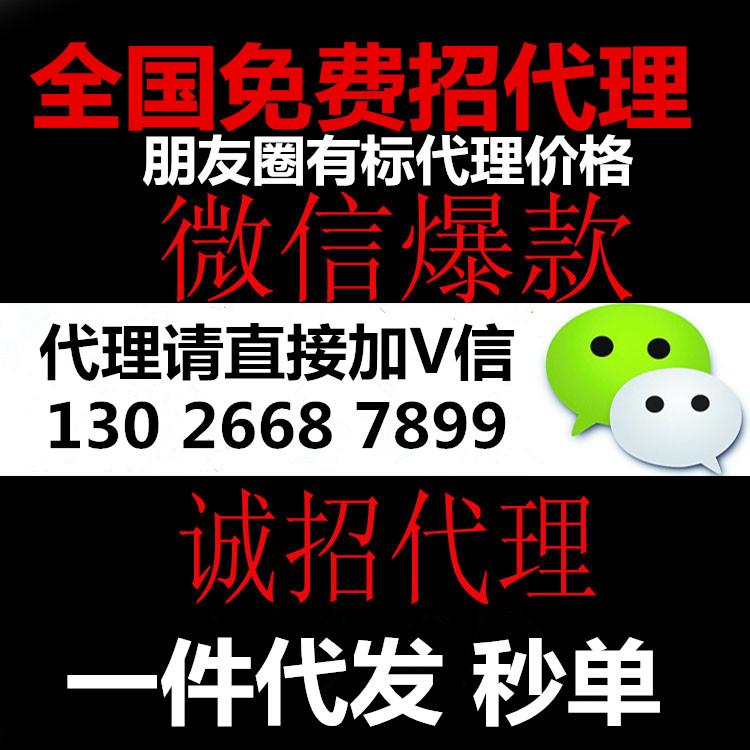 全国免费招代理
朋友圈有标代理价格
微信爆款
代理请直接加V信
130 2668 7899
诚招代理
一件代发 秒单